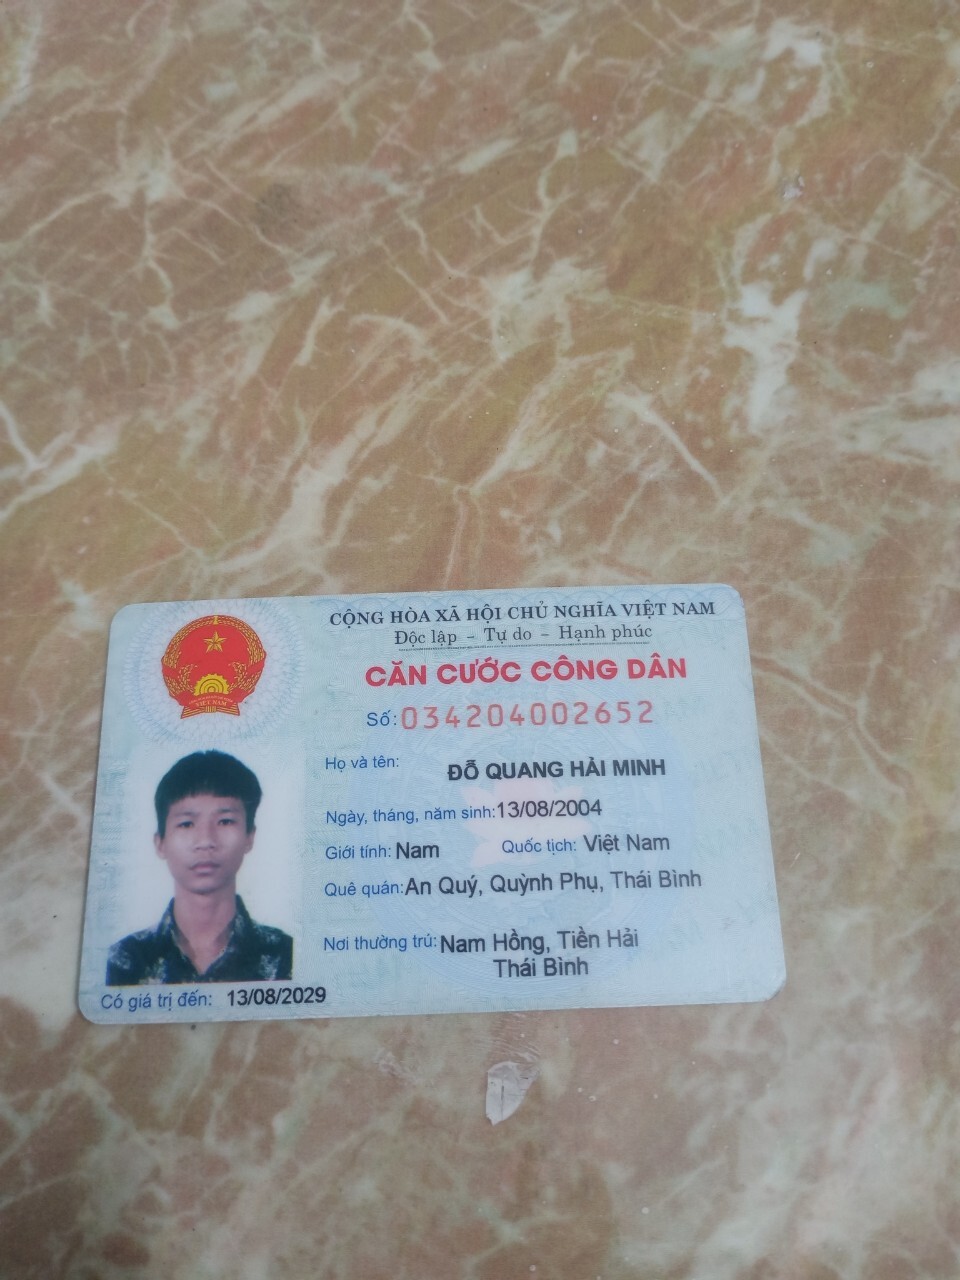 CỘNG HÒA XÃ HỘI CHỦ NGHĨA VIỆT NAM
Độc lập - Tự do - Hạnh phúc
CĂN CƯỚC CÔNG DÂN
Số: 034204002652
Họ và tên: ĐỖ QUANG HẢI MINH
Ngày, tháng, năm sinh: 13/08/2004
Giới tính: Nam Quốc tịch: Việt Nam
Quê quán: An Quý, Quỳnh Phụ, Thái Bình
Nơi thường trú: Nam Hồng, Tiền Hải
Thái Bình
Có giá trị đến: 13/08/2029